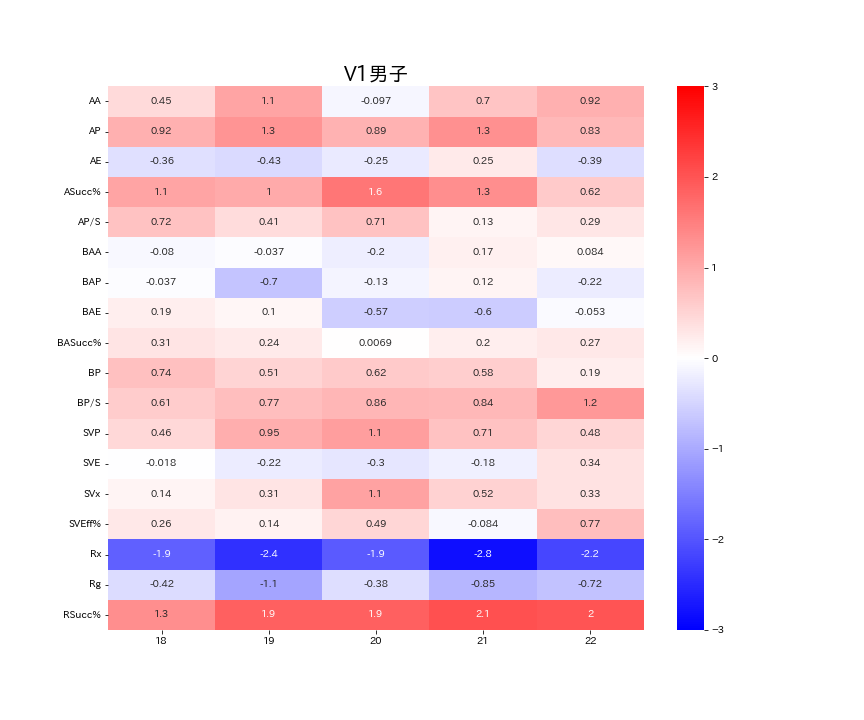 V1男子
AA 0.45 1.1 -0.097 0.7 0.92
AP 0.92 1.3 0.89 1.3 0.83
AE -0.36 -0.43 -0.25 0.25 -0.39
ASucc% 1.1 1 1.6 1.3 0.62
AP/S 0.72 0.41 0.71 0.13 0.29
BAA -0.08 -0.037 -0.2 0.17 0.084
BAP -0.037 -0.7 -0.13 0.12 -0.22
BAE 0.19 0.1 -0.57 -0.6 -0.053
BASucc% 0.31 0.24 0.0069 0.2 0.27
BP 0.74 0.51 0.62 0.58 0.19
BP/S 0.61 0.77 0.86 0.84 1.2
SVP 0.46 0.95 1.1 0.71 0.48
SVE -0.018 -0.22 -0.3 -0.18 0.34
SVx 0.14 0.31 1.1 0.52 0.33
SVEff% 0.26 0.14 0.49 -0.084 0.77
Rx -1.9 -2.4 -1.9 -2.8 -2.2
Rg -0.42 -1.1 -0.38 -0.85 -0.72
RSucc% 1.3 1.9 1.9 2.1 2
18 19 20 21 22
3
2
1
0
−1
−2
−3